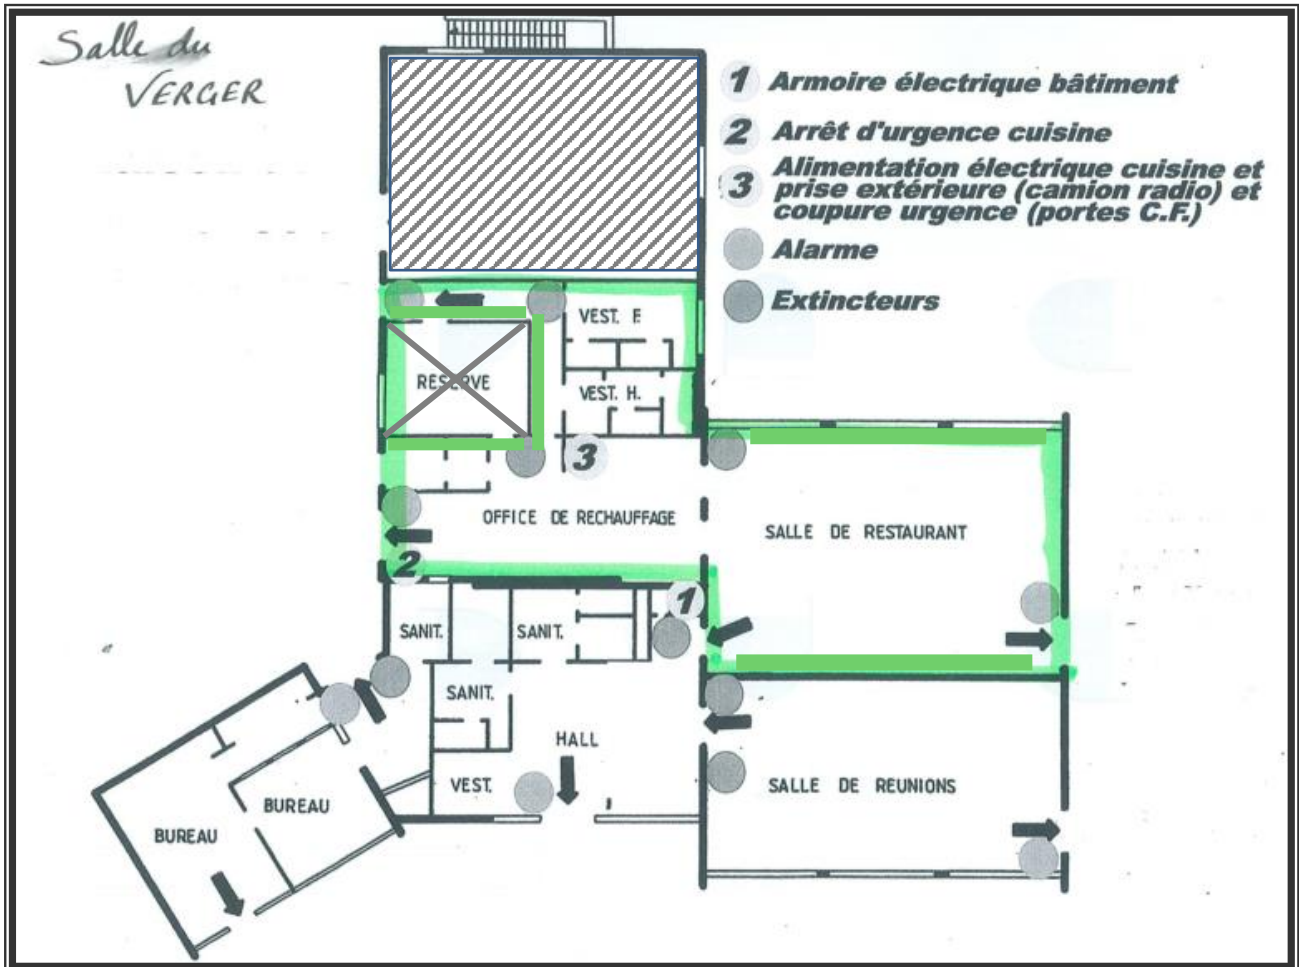 Salle du
VERGER
1 Armoire électrique bâtiment
2 Arrêt d'urgence cuisine
3 Alimentation électrique cuisine et
prise extérieure (camion radio) et
coupure urgence (portes C.F.)
Alarme
Extincteurs
VEST. F.
RESERVE
VEST. H.
3
OFFICE DE RECHAUFFAGE
SALLE DE RESTAURANT
2
1
SANIT.
SANIT.
SANIT.
HALL
VEST.
SALLE DE REUNIONS
BUREAU
BUREAU